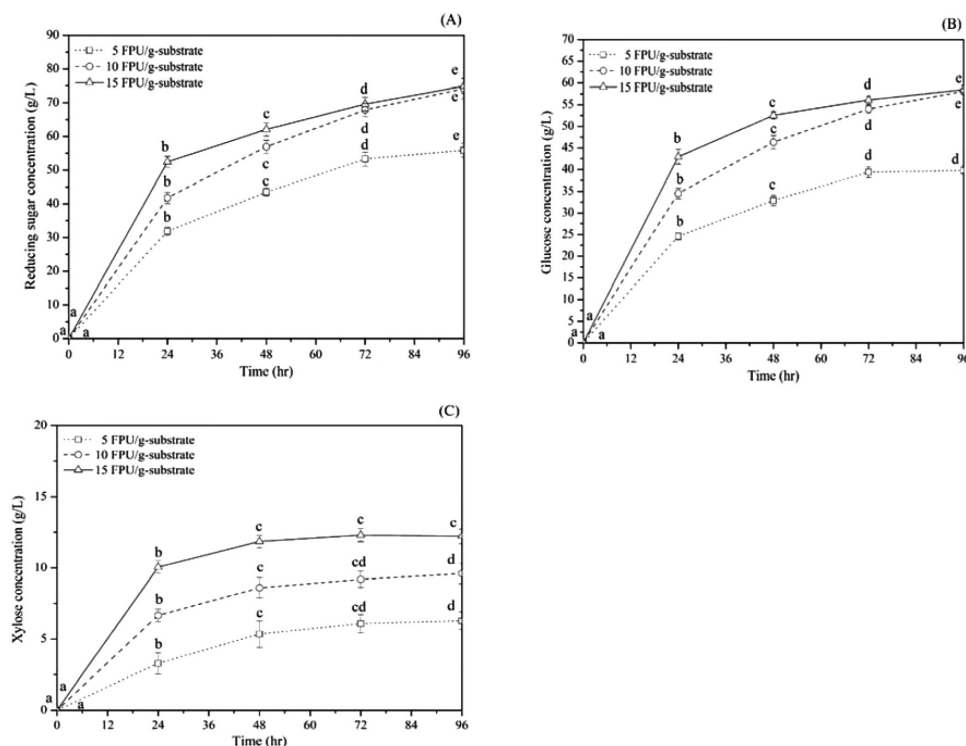 (A)
90
80
70
60
50
40
30
20
10
0
Reducing sugar concentration (g/L)
5 FPU/g-substrate
10 FPU/g-substrate
15 FPU/g-substrate
a
a
a
b
b
b
c
c
c
d
d
d
e
e
e
0 12 24 36 48 60 72 84 96
Time (hr)
(B)
70
65
60
55
50
45
40
35
30
25
20
15
10
5
0
Glucose concentration (g/L)
5 FPU/g-substrate
10 FPU/g-substrate
15 FPU/g-substrate
a
a
a
b
b
b
c
c
c
d
d
d
e
e
d
0 12 24 36 48 60 72 84 96
Time (hr)
(C)
20
15
10
5
0
Xylose concentration (g/L)
5 FPU/g-substrate
10 FPU/g-substrate
15 FPU/g-substrate
a
a
a
b
b
b
c
c
c
c
cd
cd
c
d
d
0 12 24 36 48 60 72 84 96
Time (hr)